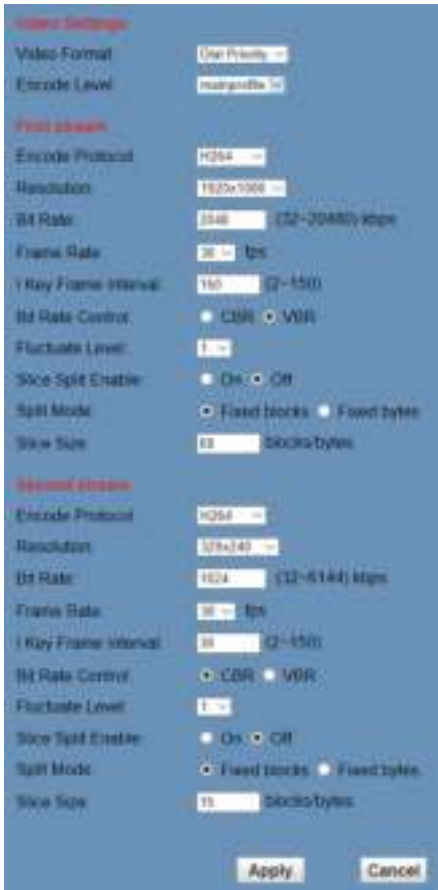 Video Settings
Video Format Dial Priority
Encode Level mainprofile
First stream
Encode Protocol H264
Resolution 1920x1080
Bit Rate 2048 (32~20480) kbps
Frame Rate 30 fps
I Key Frame Interval 150 (2~150)
Bit Rate Control CBR VBR
Fluctuate Level 1
Slice Split Enable On Off
Split Mode Fixed blocks Fixed bytes
Slice Size blocks/bytes
Second stream
Encode Protocol H264
Resolution 320x240
Bit Rate 1024 (32~6144) kbps
Frame Rate 30 fps
I Key Frame Interval 30 (2~150)
Bit Rate Control CBR VBR
Fluctuate Level 1
Slice Split Enable On Off
Split Mode Fixed blocks Fixed bytes
Slice Size 15 blocks/bytes
Apply Cancel